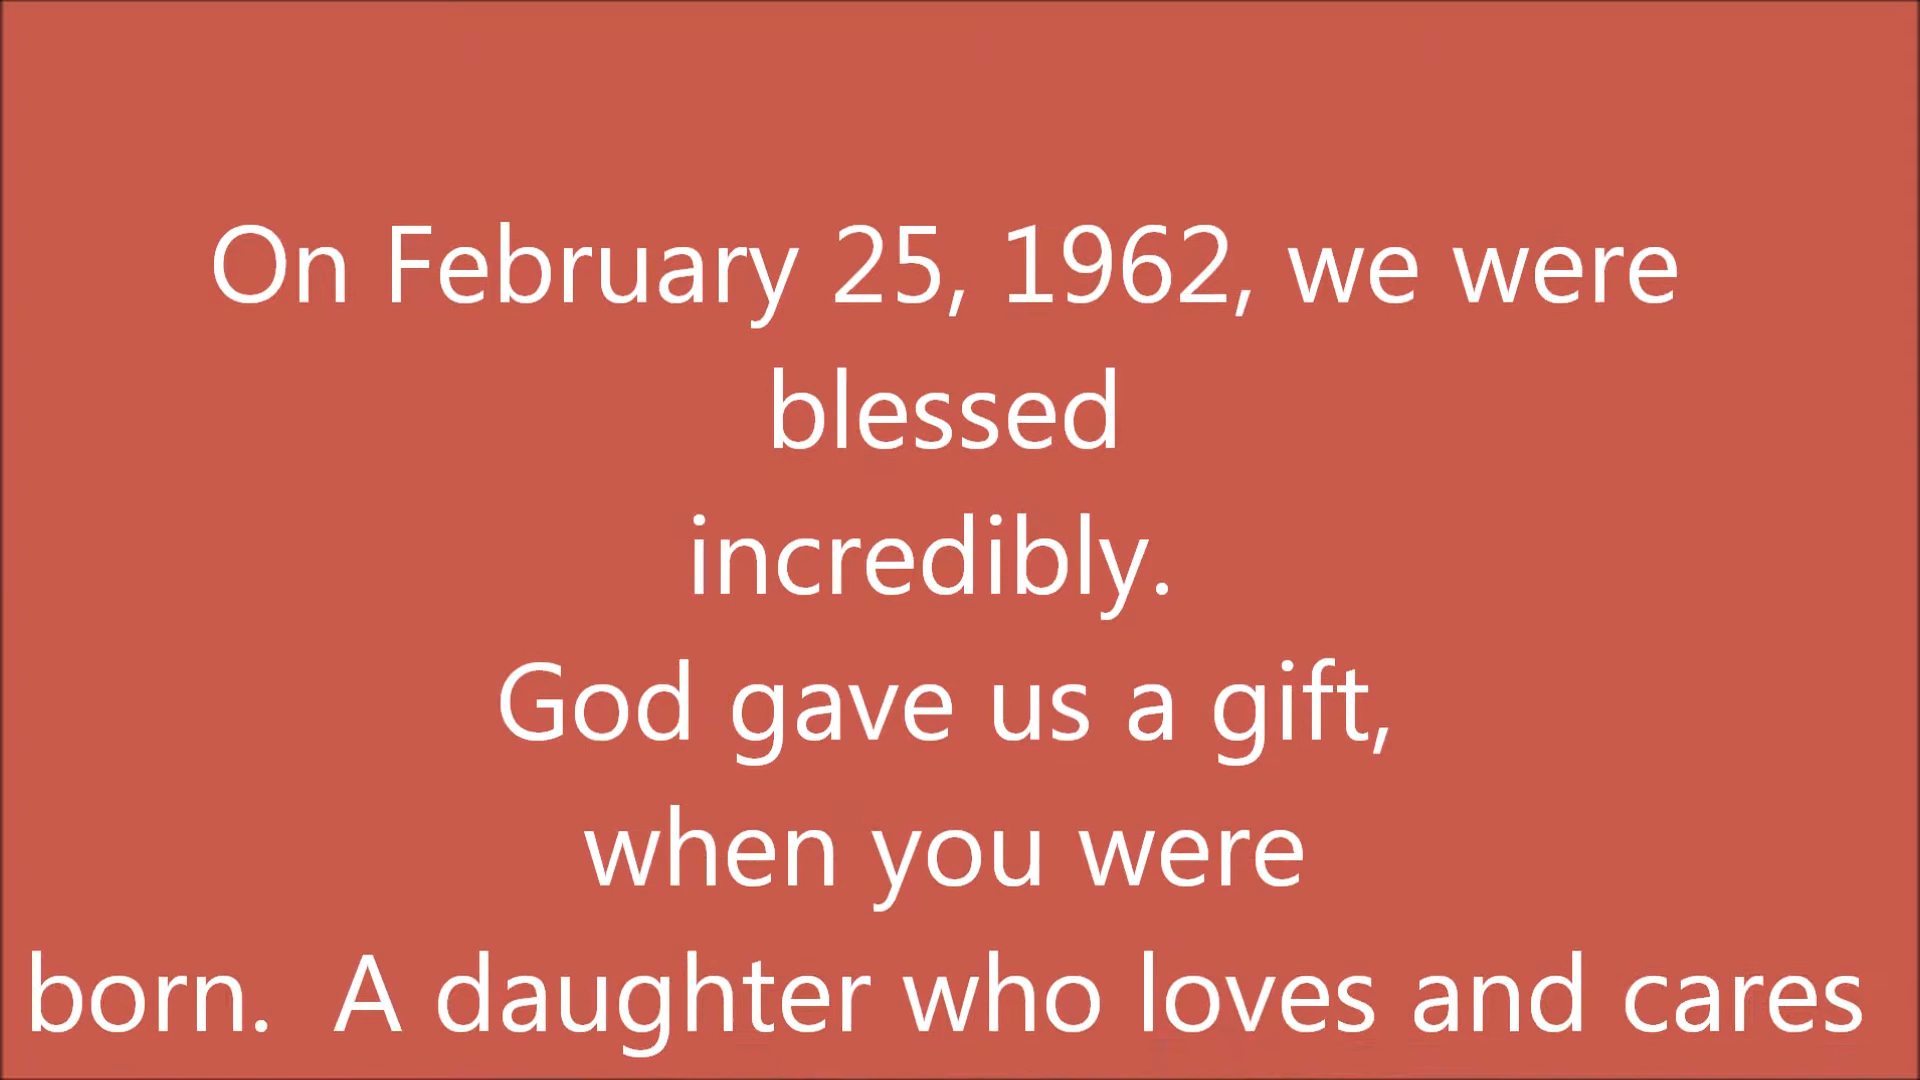 On February 25, 1962, we were
blessed
incredibly.
God gave us a gift,
when you were
born.  A daughter who loves and cares